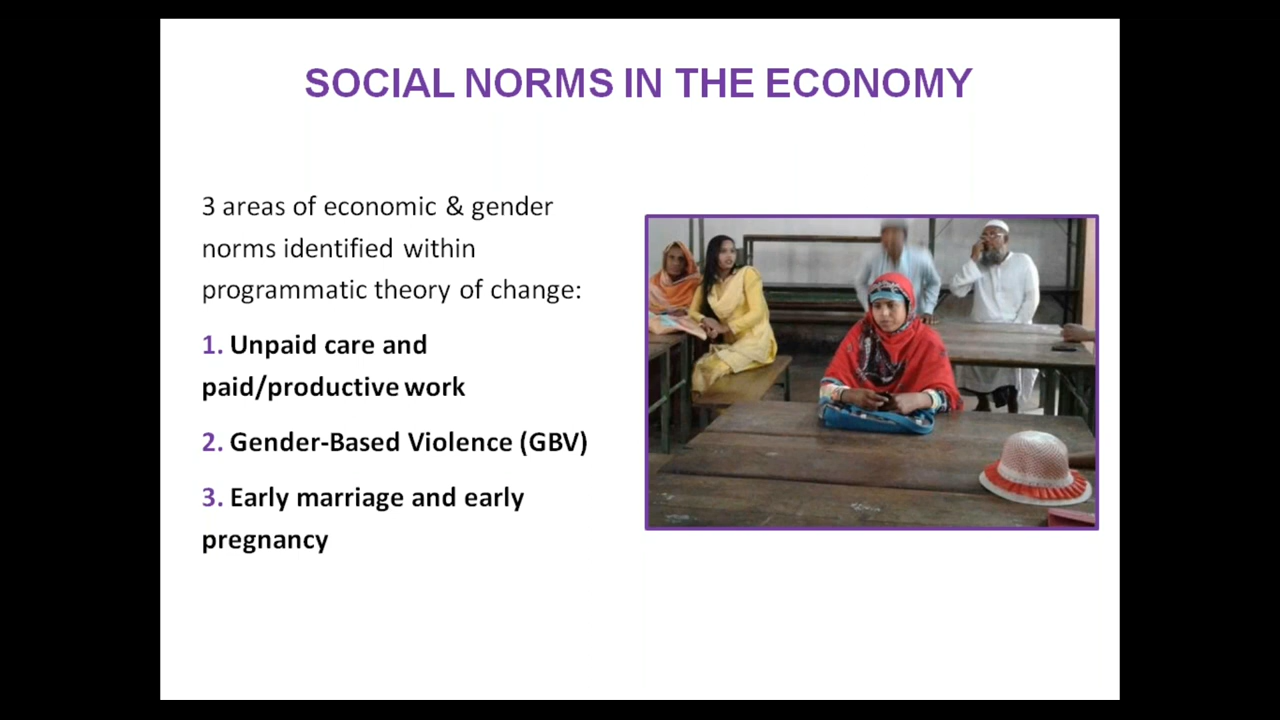 SOCIAL NORMS IN THE ECONOMY
3 areas of economic & gender
norms identified within
programmatic theory of change:
1. Unpaid care and
paid/productive work
2. Gender-Based Violence (GBV)
3. Early marriage and early
pregnancy